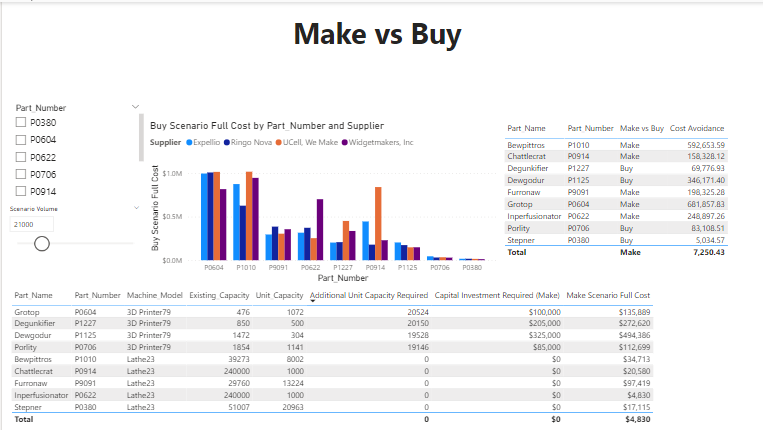 Make vs Buy
Part_Number
P0380
P0604
P0622
P0706
P0914
Scenario Volume
21000
Buy Scenario Full Cost by Part_Number and Supplier
Supplier Expellio Ringo Nova UCell, We Make Widgetmakers, Inc
Buy Scenario Full Cost
$1.0M
$0.5M
$0.0M
P0604 P1010 P9091 P0622 P1227 P0914 P1125 P0706 P0380
Part_Number
Part_Name Part_Number Make vs Buy Cost Avoidance
Bewpittros P1010 Make 592,653.59
Chattlecrat P0914 Make 158,328.12
Degunkifier P1227 Buy 69,776.93
Dewgodur P1125 Buy 346,171.40
Furronaw P9091 Make 198,325.28
Grotop P0604 Make 681,857.83
Inperfusionator P0622 Make 248,897.26
Porlity P0706 Buy 83,108.51
Stepner P0380 Buy 5,034.57
Total Make 7,250.43
Part_Name Part_Number Machine_Model Existing_Capacity Unit_Capacity Additional Unit Capacity Required Capital Investment Required (Make) Make Scenario Full Cost
Grotop P0604 3D Printer79 476 1072 20524 $100,000 $135,889
Degunkifier P1227 3D Printer79 850 500 20150 $205,000 $272,620
Dewgodur P1125 3D Printer79 1472 304 19528 $325,000 $494,386
Porlity P0706 3D Printer79 1854 1141 19146 $85,000 $112,699
Bewpittros P1010 Lathe23 39273 8002 0 $0 $34,713
Chattlecrat P0914 Lathe23 240000 1000 0 $0 $20,580
Furronaw P9091 Lathe23 29760 13224 0 $0 $97,419
Inperfusionator P0622 Lathe23 240000 1000 0 $0 $4,830
Stepner P0380 Lathe23 51007 20963 0 $0 $17,115
Total 0 $0 $4,830